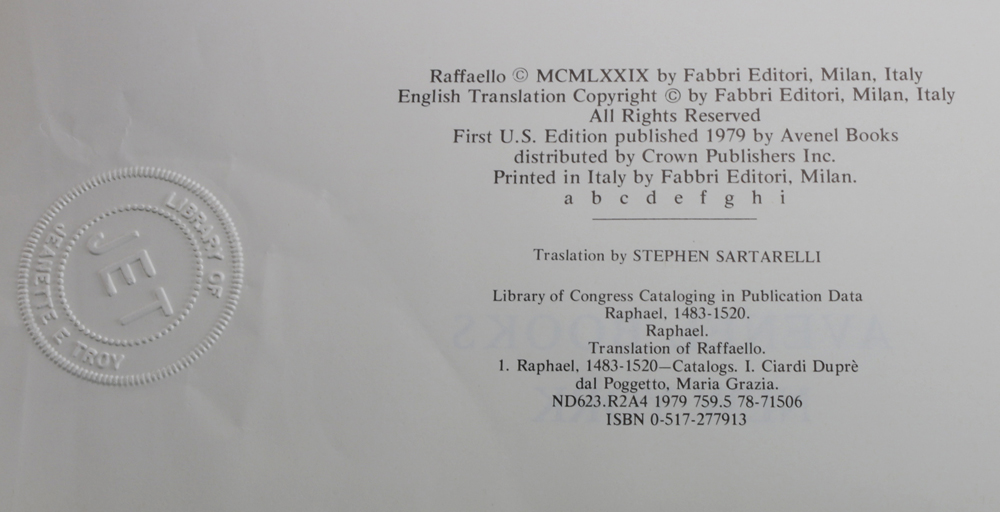 Raffaello © MCMLXXIX by Fabbri Editori, Milan, Italy
English Translation Copyright © by Fabbri Editori, Milan, Italy
All Rights Reserved
First U.S. Edition published 1979 by Avenel Books
distributed by Crown Publishers Inc.
Printed in Italy by Fabbri Editori, Milan.
a b c d e f g h i
Traslation by STEPHEN SARTARELLI
Library of Congress Cataloging in Publication Data
Raphael, 1483-1520.
Raphael.
Translation of Raffaello.
1. Raphael, 1483-1520—Catalogs. I. Ciardi Duprè
dal Poggetto, Maria Grazia.
ND623.R2A4 1979 759.5 78-71506
ISBN 0-517-277913
LIBRARY OF
JET
JEANETTE E TROY